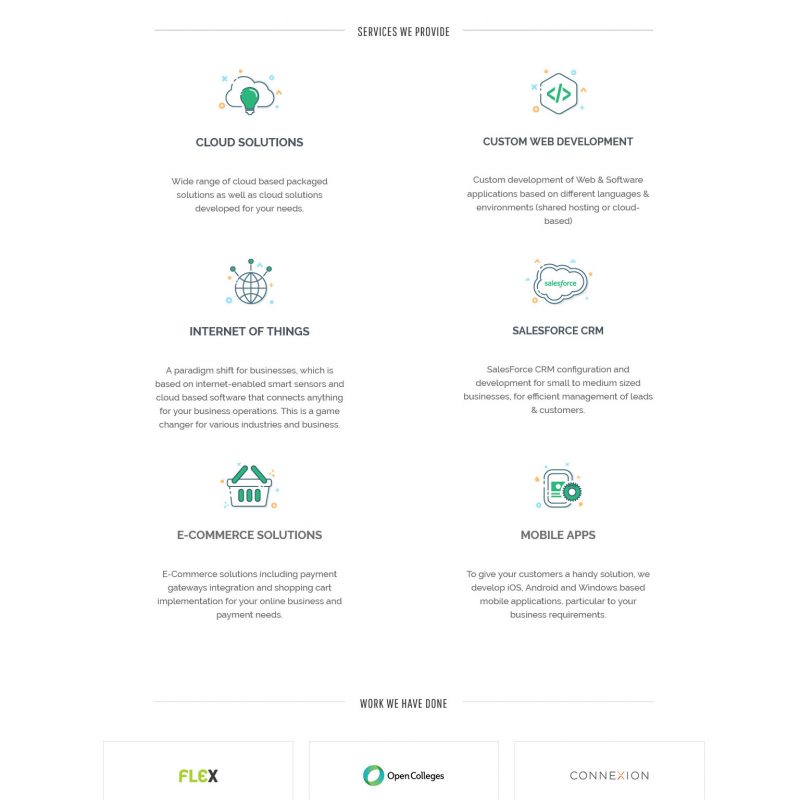 SERVICES WE PROVIDE
CLOUD SOLUTIONS
Wide range of cloud based packaged
solutions as well as cloud solutions
developed for your needs.
</>
CUSTOM WEB DEVELOPMENT
Custom development of Web & Software
applications based on different languages &
environments (shared hosting or cloud-
based)
INTERNET OF THINGS
A paradigm shift for businesses, which is
based on internet-enabled smart sensors and
cloud based software that connects anything
for your business operations. This is a game
changer for various industries and business.
salesforce
SALESFORCE CRM
SalesForce CRM configuration and
development for small to medium sized
businesses, for efficient management of leads
& customers.
E-COMMERCE SOLUTIONS
E-Commerce solutions including payment
gateways integration and shopping cart
implementation for your online business and
payment needs.
MOBILE APPS
To give your customers a handy solution, we
develop iOS, Android and Windows based
mobile applications, particular to your
business requirements.
WORK WE HAVE DONE
FLEX
Open Colleges
CONNEXION